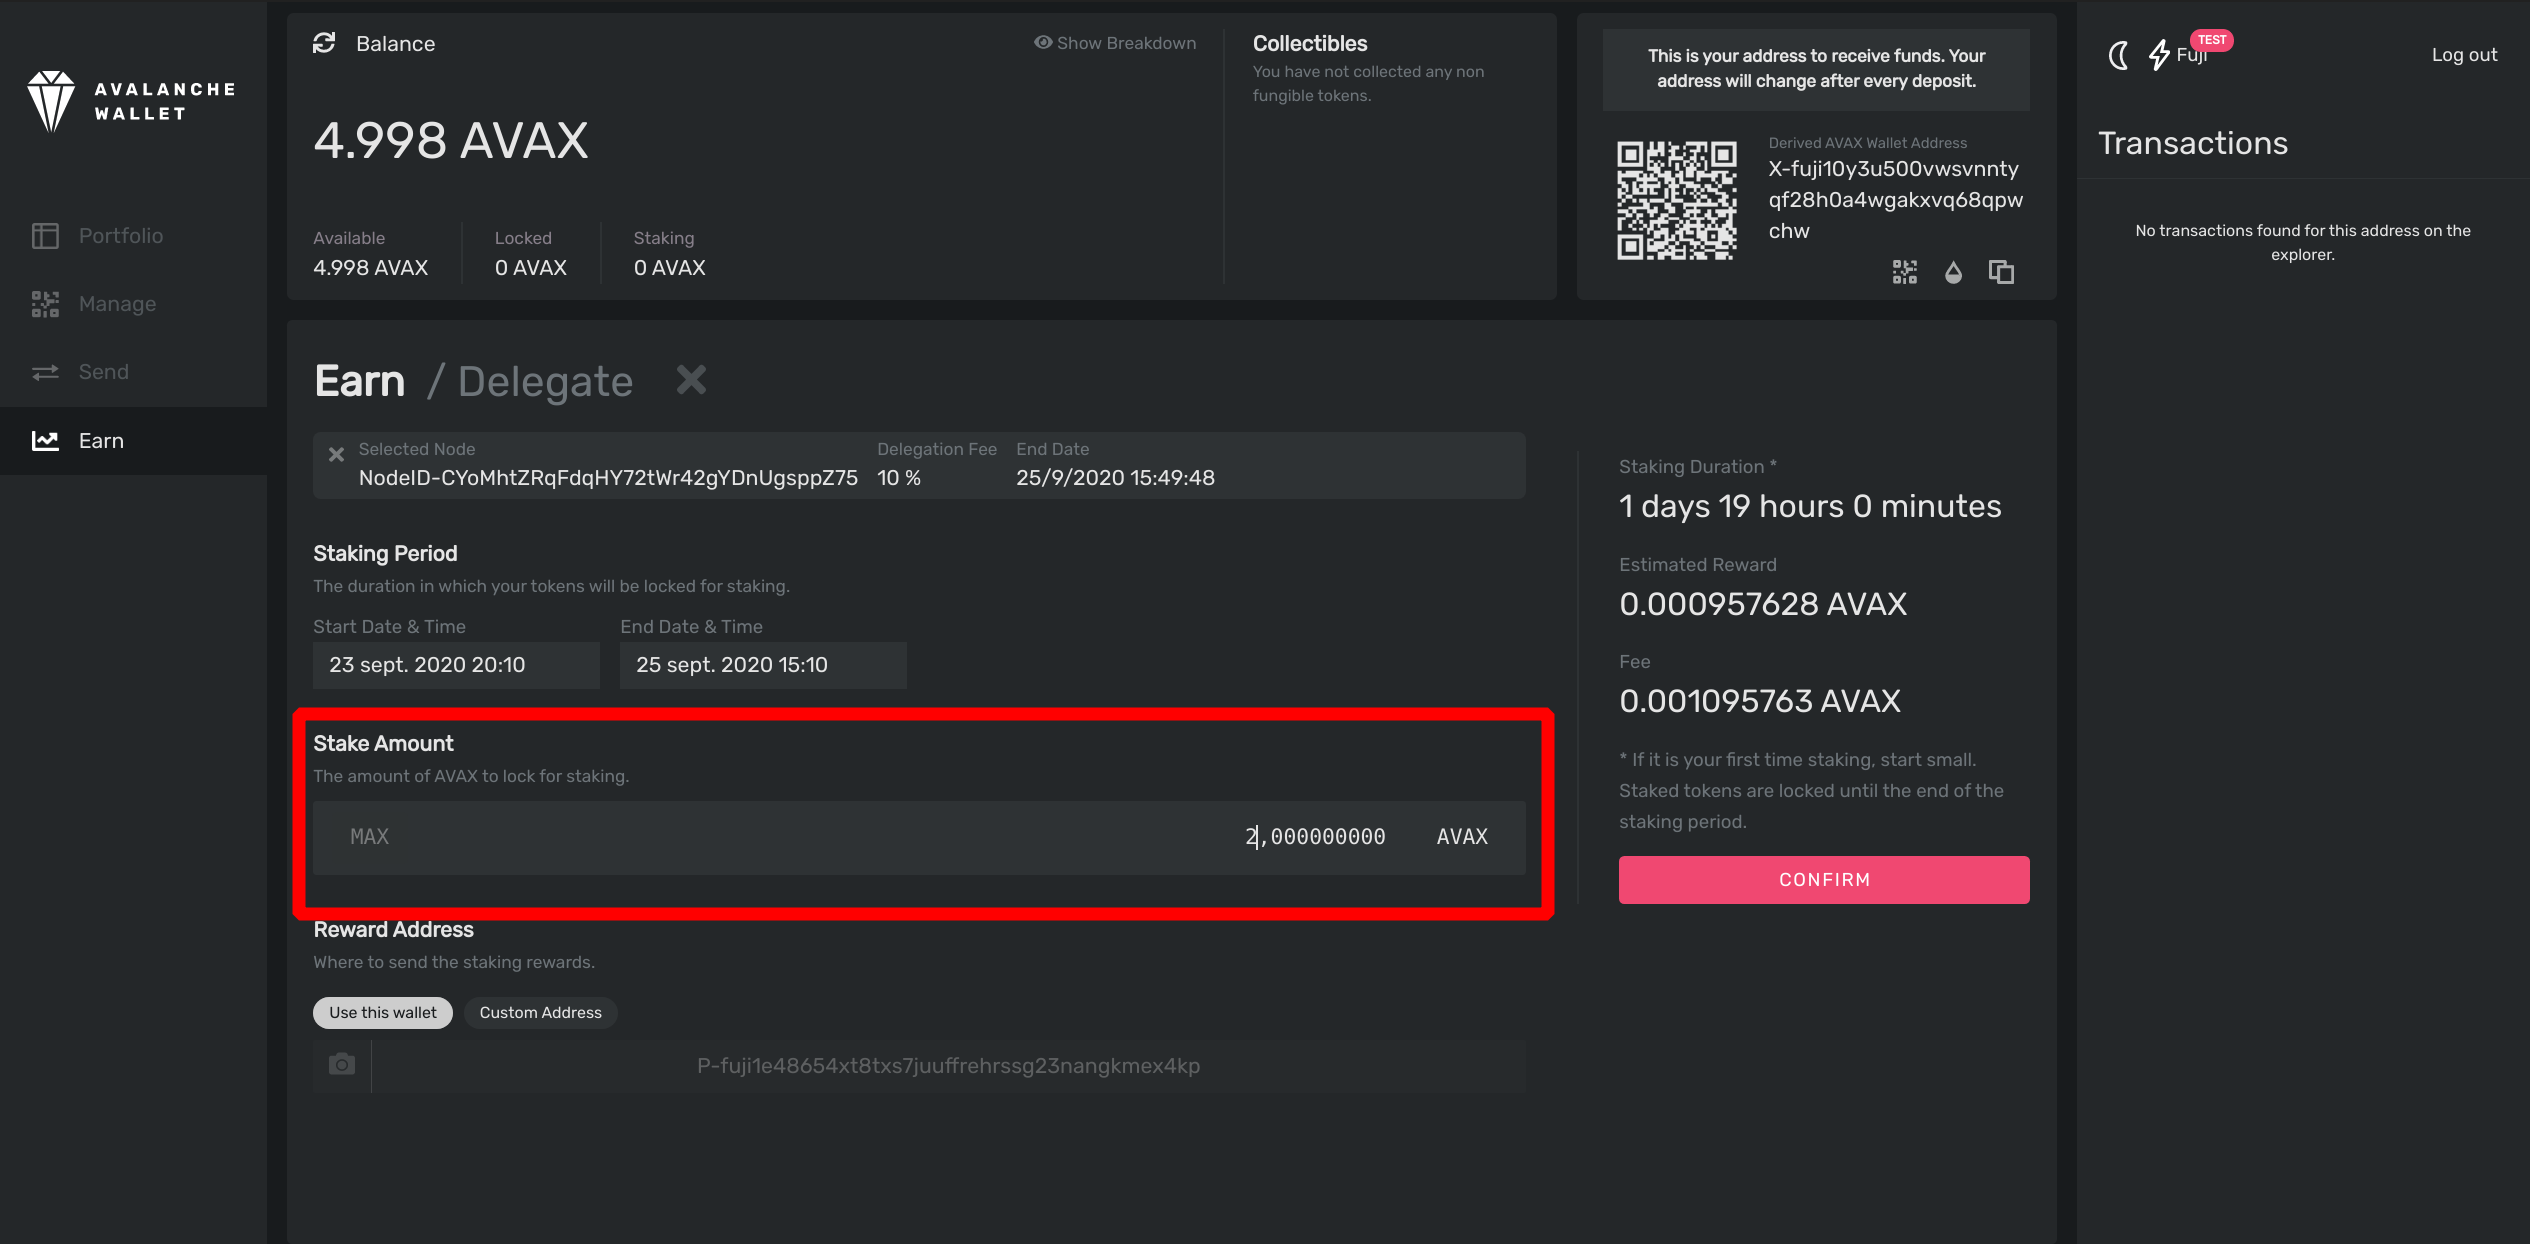 AVALANCHE
WALLET
Portfolio
Manage
Send
Earn
Balance
Show Breakdown
4.998 AVAX
Available
4.998 AVAX
Locked
0 AVAX
Staking
0 AVAX
Collectibles
You have not collected any non
fungible tokens.
This is your address to receive funds. Your
address will change after every deposit.
Derived AVAX Wallet Address
X-fuji10y3u500vwsvnnty
qf28h0a4wgakxvq68qpw
chw
Earn / Delegate
Selected Node
NodeID-CYoMhtZRqFdqHY72tWr42gYDnUgsppZ75
Delegation Fee
10 %
End Date
25/9/2020 15:49:48
Staking Period
The duration in which your tokens will be locked for staking.
Start Date & Time
23 sept. 2020 20:10
End Date & Time
25 sept. 2020 15:10
Stake Amount
The amount of AVAX to lock for staking.
MAX 2,000000000 AVAX
Reward Address
Where to send the staking rewards.
Use this wallet
Custom Address
P-fuji1e48654xt8txs7juuffrehrssg23nangkmex4kp
Staking Duration *
1 days 19 hours 0 minutes
Estimated Reward
0.000957628 AVAX
Fee
0.001095763 AVAX
* If it is your first time staking, start small.
Staked tokens are locked until the end of the
staking period.
CONFIRM
Fuji
TEST
Log out
Transactions
No transactions found for this address on the
explorer.